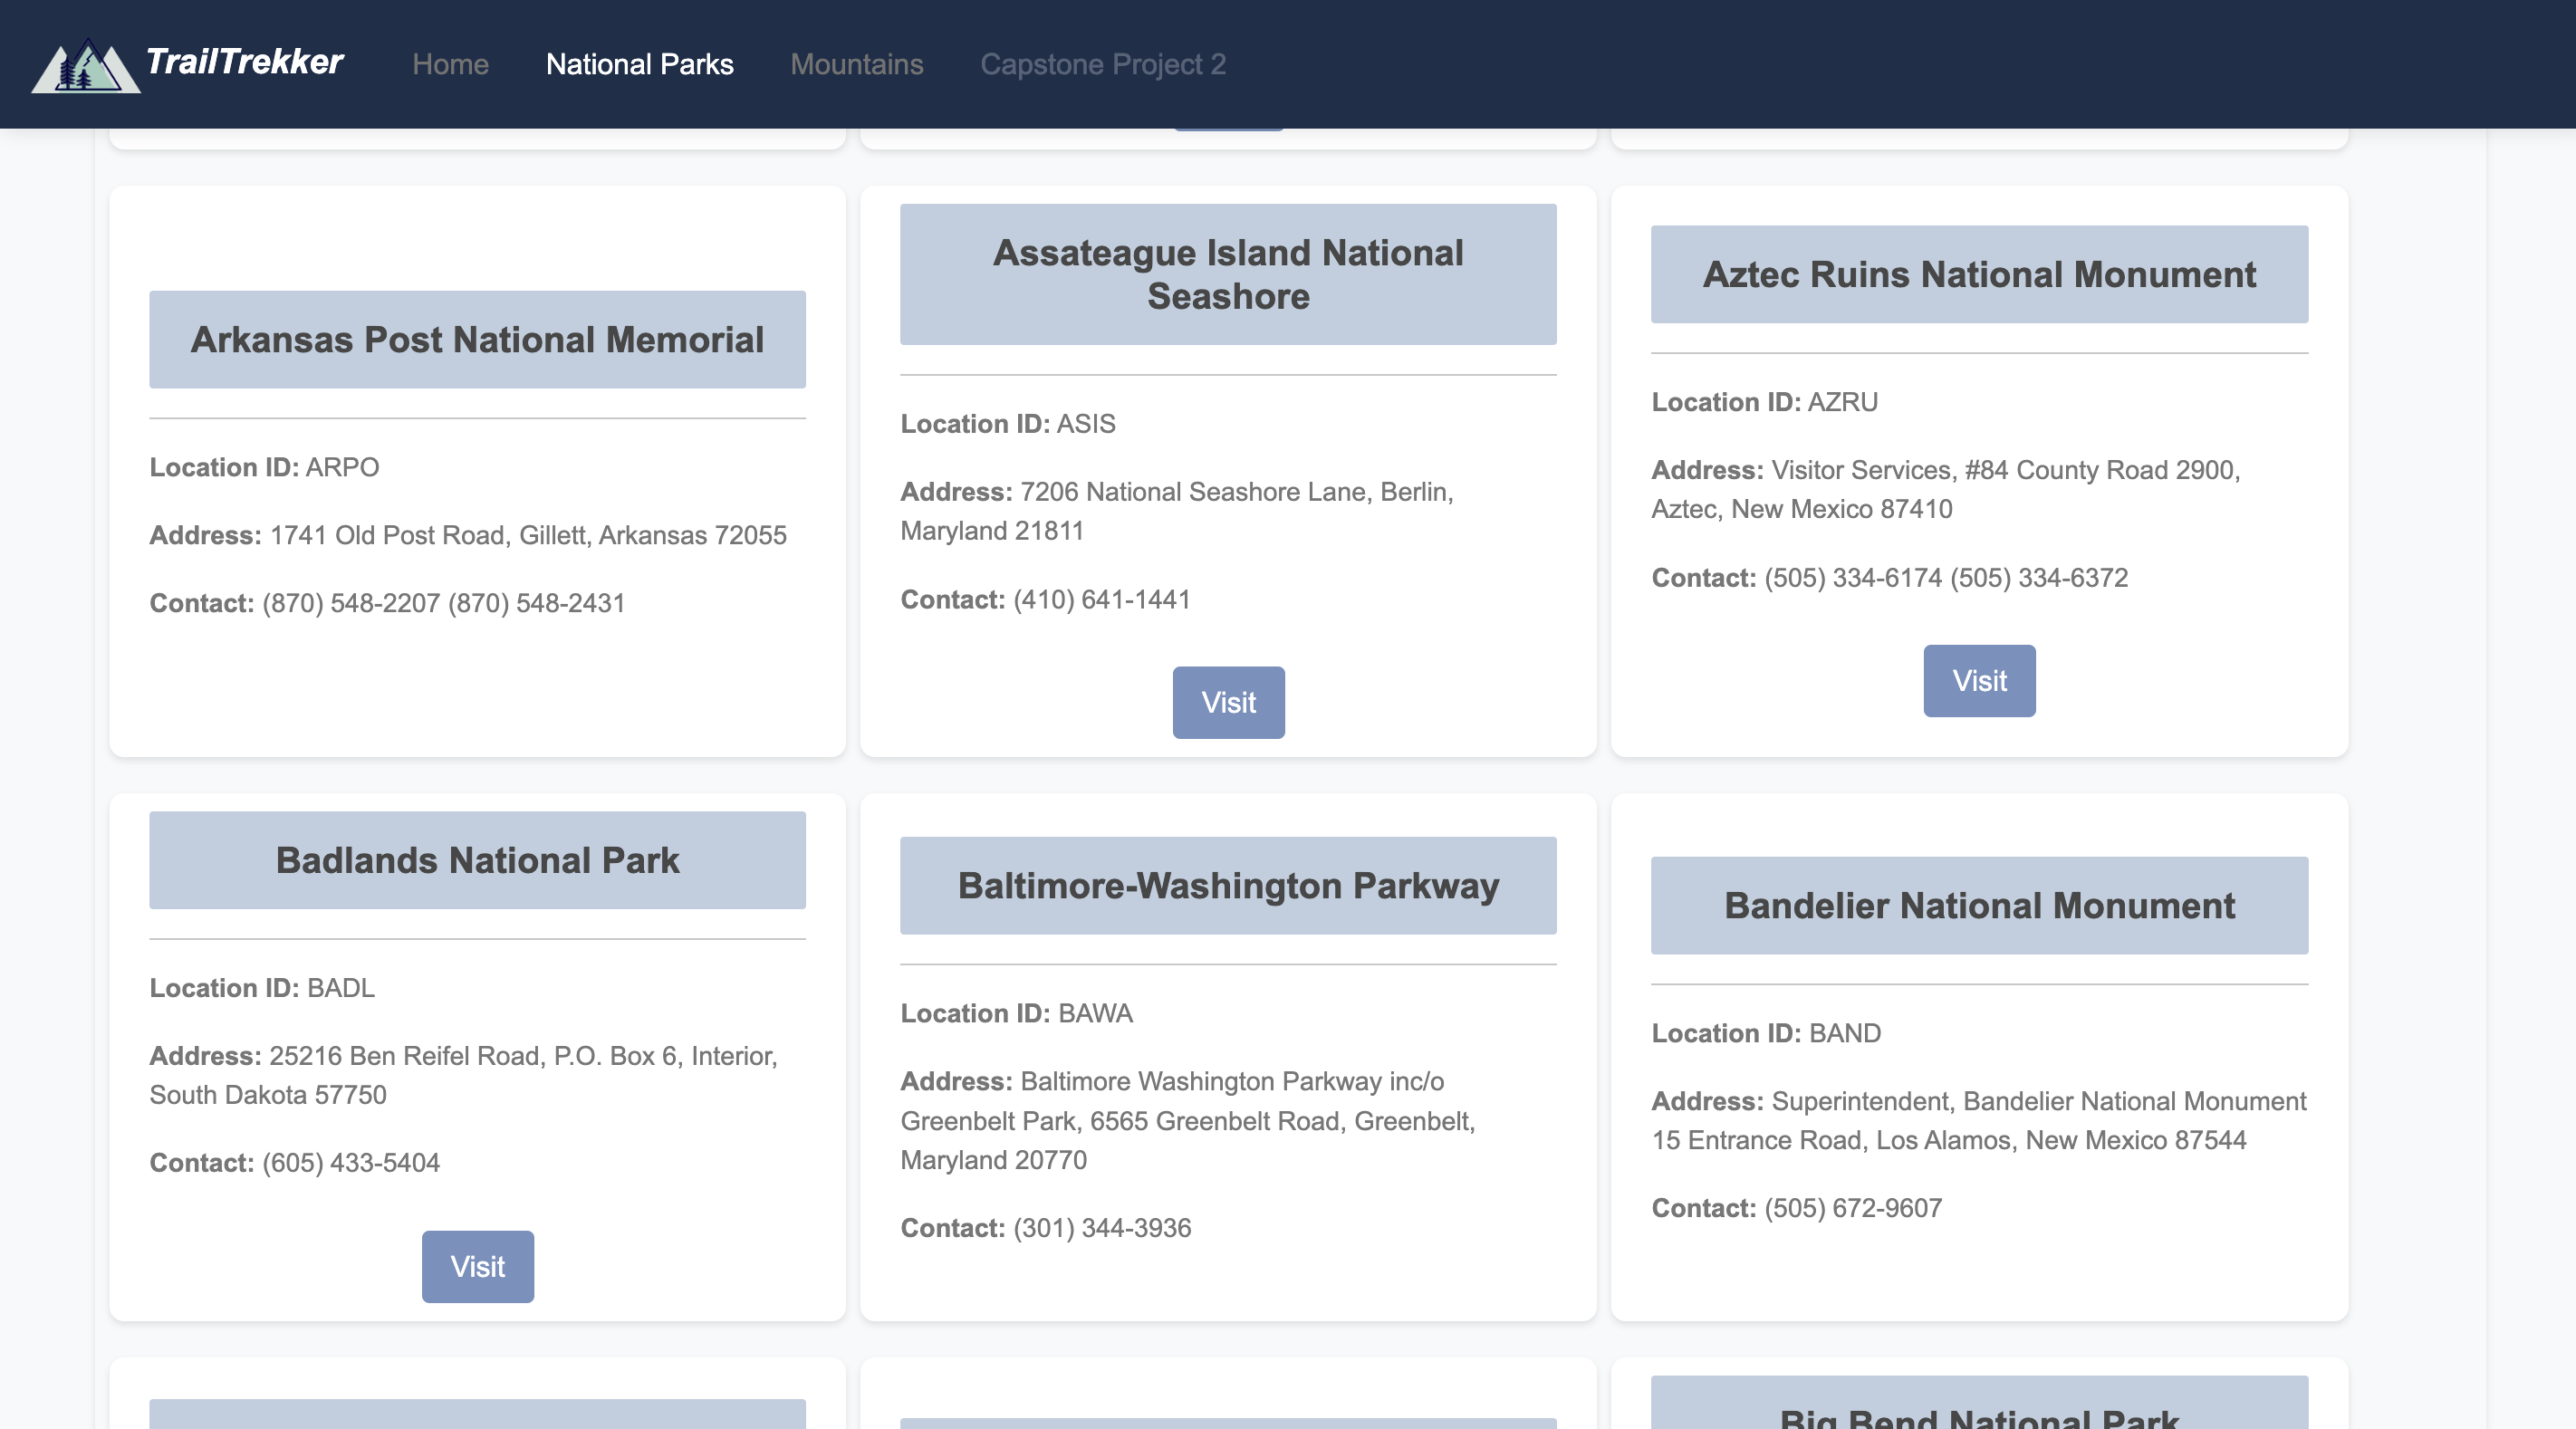 TrailTrekker
Home
National Parks
Mountains
Capstone Project 2
Arkansas Post National Memorial
Location ID: ARPO
Address: 1741 Old Post Road, Gillett, Arkansas 72055
Contact: (870) 548-2207 (870) 548-2431
Assateague Island National
Seashore
Location ID: ASIS
Address: 7206 National Seashore Lane, Berlin,
Maryland 21811
Contact: (410) 641-1441
Visit
Aztec Ruins National Monument
Location ID: AZRU
Address: Visitor Services, #84 County Road 2900,
Aztec, New Mexico 87410
Contact: (505) 334-6174 (505) 334-6372
Visit
Badlands National Park
Location ID: BADL
Address: 25216 Ben Reifel Road, P.O. Box 6, Interior,
South Dakota 57750
Contact: (605) 433-5404
Visit
Baltimore-Washington Parkway
Location ID: BAWA
Address: Baltimore Washington Parkway inc/o
Greenbelt Park, 6565 Greenbelt Road, Greenbelt,
Maryland 20770
Contact: (301) 344-3936
Bandelier National Monument
Location ID: BAND
Address: Superintendent, Bandelier National Monument
15 Entrance Road, Los Alamos, New Mexico 87544
Contact: (505) 672-9607
Big Bend National Park